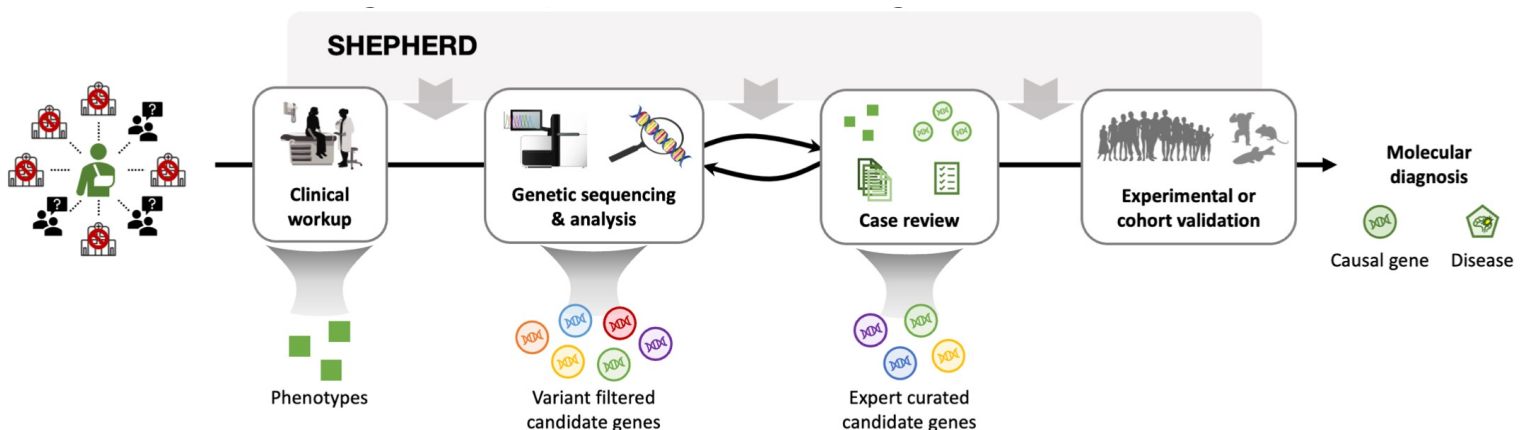 SHEPHERD
?
?
?
Clinical
workup
Genetic sequencing
& analysis
Case review
Experimental or
cohort validation
Molecular
diagnosis
Causal gene
Disease
Phenotypes
Variant filtered
candidate genes
Expert curated
candidate genes